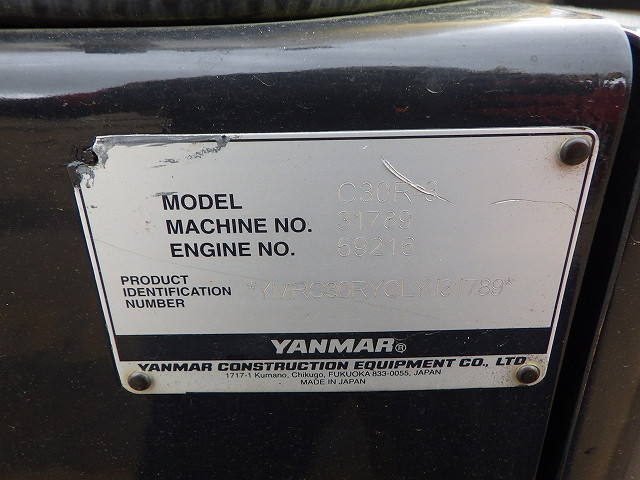 MODEL C30R-3
MACHINE NO. 31789
ENGINE NO. 69216
PRODUCT
IDENTIFICATION
NUMBER
YANMAR®
YANMAR CONSTRUCTION EQUIPMENT CO., LTD
1717-1 Kumano, Chikugo, FUKUOKA 833-0055, JAPAN
MADE IN JAPAN